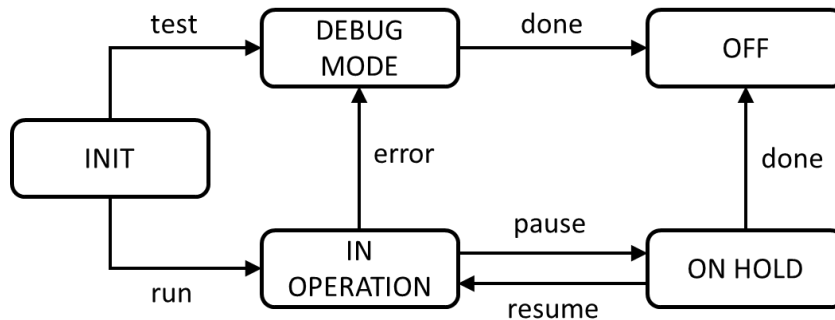 test
DEBUG
MODE
done
OFF
INIT
error
done
run
IN
OPERATION
pause
resume
ON HOLD